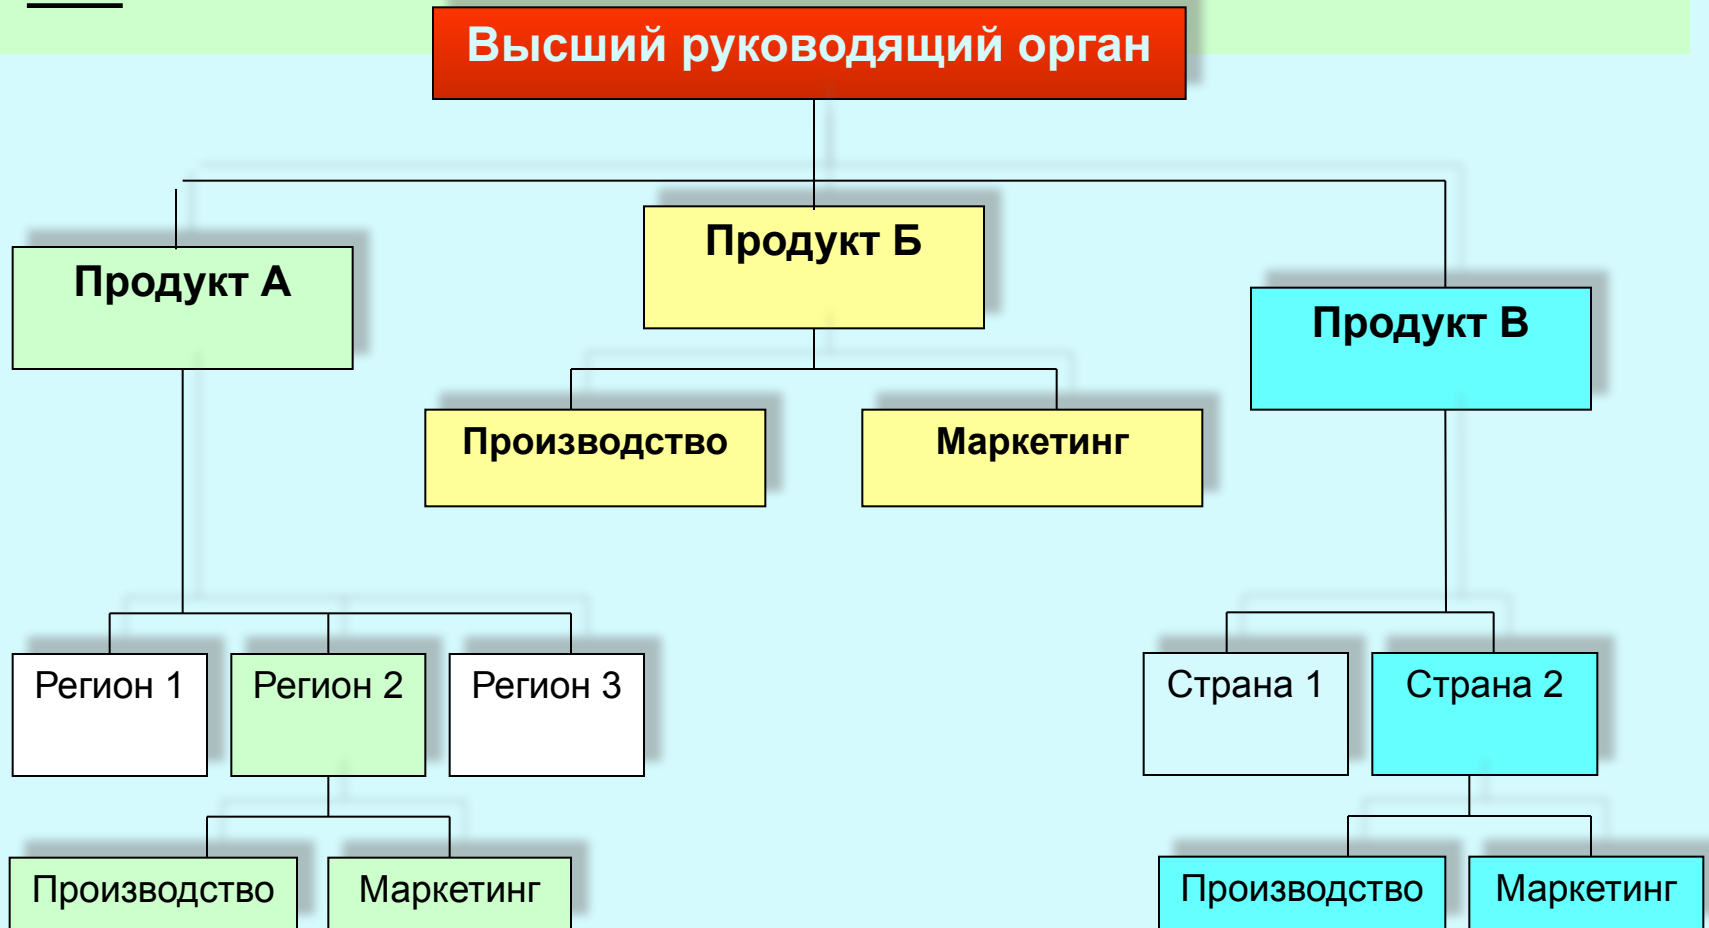 Высший руководящий орган
Продукт А
Продукт Б
Продукт В
Производство
Маркетинг
Регион 1
Регион 2
Регион 3
Страна 1
Страна 2
Производство
Маркетинг
Производство
Маркетинг